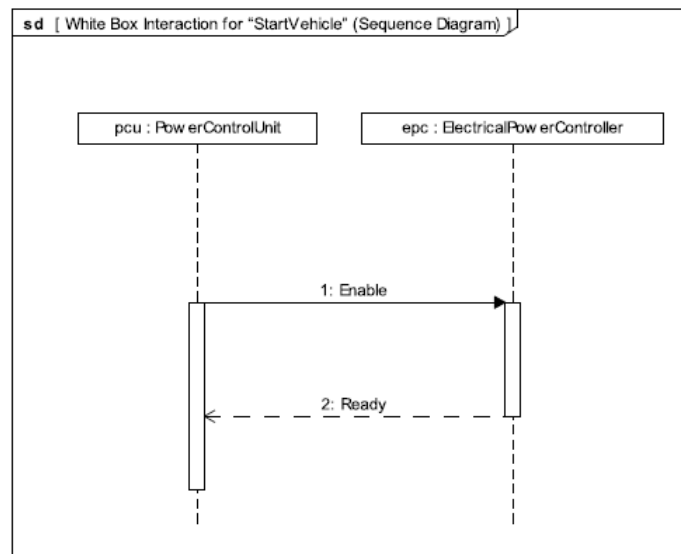 sd [ White Box Interaction for "StartVehicle" (Sequence Diagram) ]
pcu : PowerControlUnit
epc : ElectricalPowerController
1: Enable
2: Ready